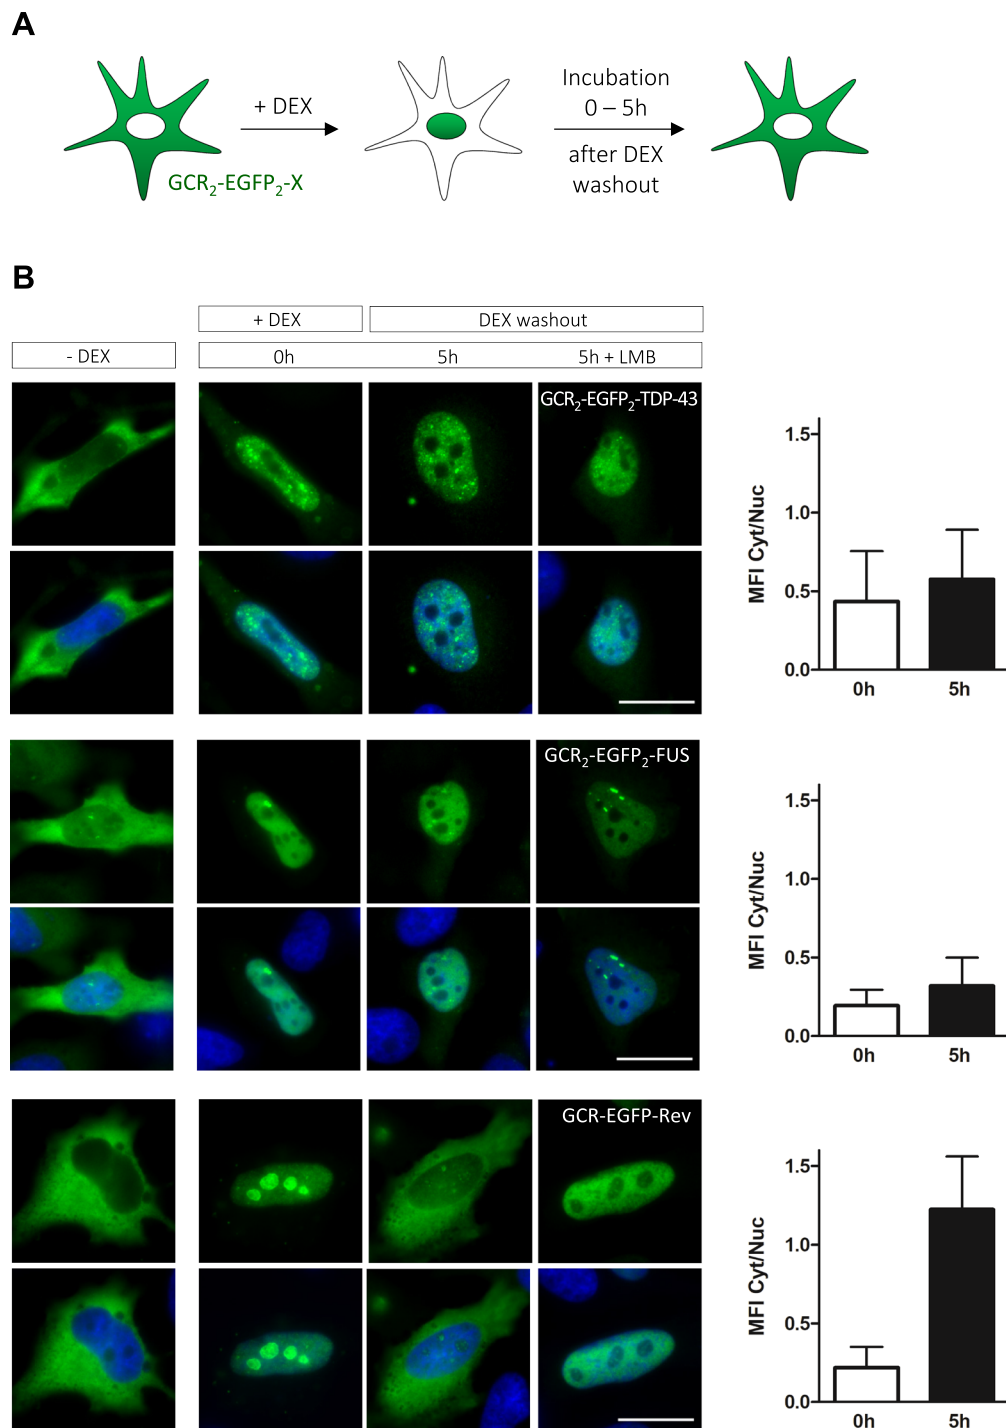 A
+ DEX
Incubation
0 – 5h
after DEX
washout
GCR2-EGFP2-X
B
+ DEX
DEX washout
- DEX
0h
5h
5h + LMB
GCR2-EGFP2-TDP-43
MFI Cyt/Nuc
1.5
1.0
0.5
0.0
0h
5h
GCR2-EGFP2-FUS
MFI Cyt/Nuc
1.5
1.0
0.5
0.0
0h
5h
GCR-EGFP-Rev
MFI Cyt/Nuc
1.5
1.0
0.5
0.0
0h
5h